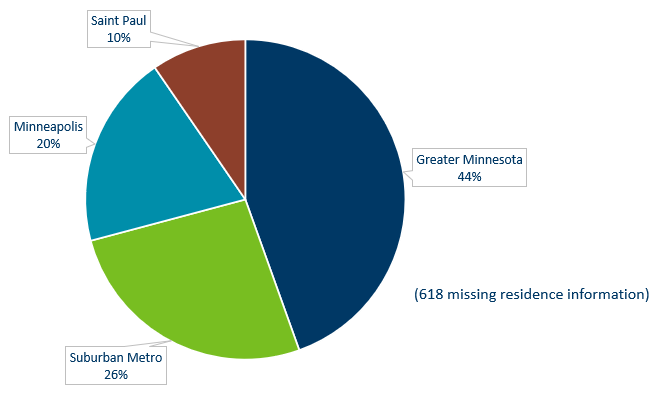 Saint Paul
10%
Minneapolis
20%
Greater Minnesota
44%
(618 missing residence information)
Suburban Metro
26%